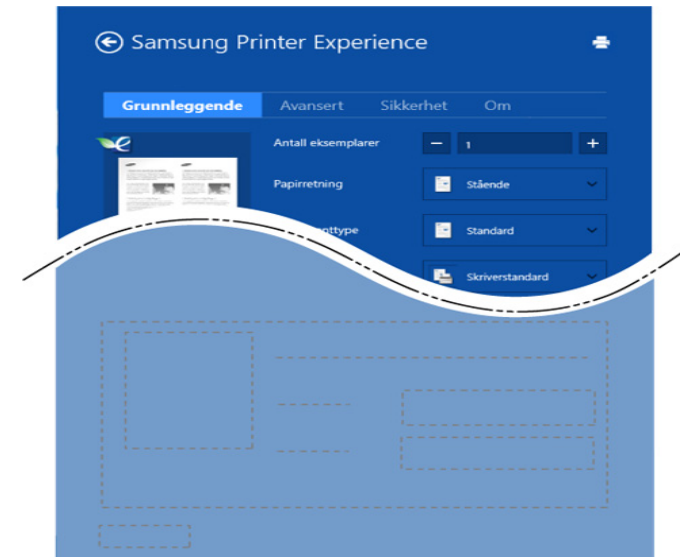 Samsung Printer Experience
Grunnleggende Avansert Sikkerhet Om
Antall eksemplarer 1
Papirretning Stående
Standard
Skriverstandard